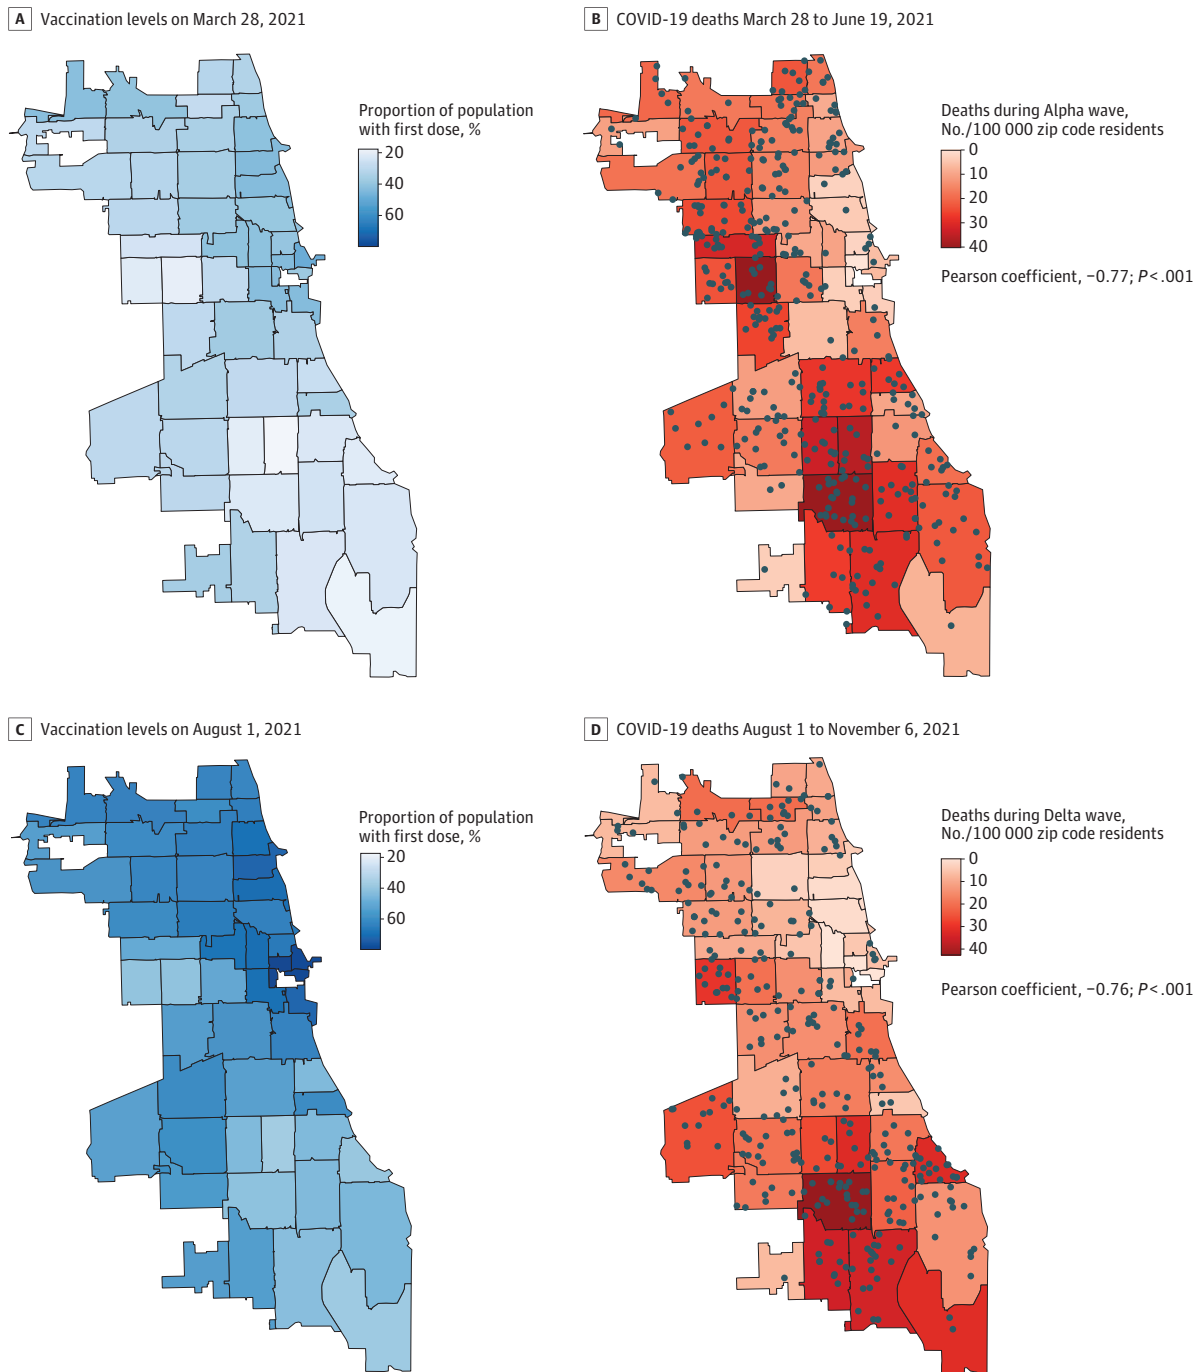 A Vaccination levels on March 28, 2021
Proportion of population
with first dose, %
20
40
60
B COVID-19 deaths March 28 to June 19, 2021
Deaths during Alpha wave,
No./100 000 zip code residents
0
10
20
30
40
Pearson coefficient, −0.77; P < .001
C Vaccination levels on August 1, 2021
Proportion of population
with first dose, %
20
40
60
D COVID-19 deaths August 1 to November 6, 2021
Deaths during Delta wave,
No./100 000 zip code residents
0
10
20
30
40
Pearson coefficient, −0.76; P < .001